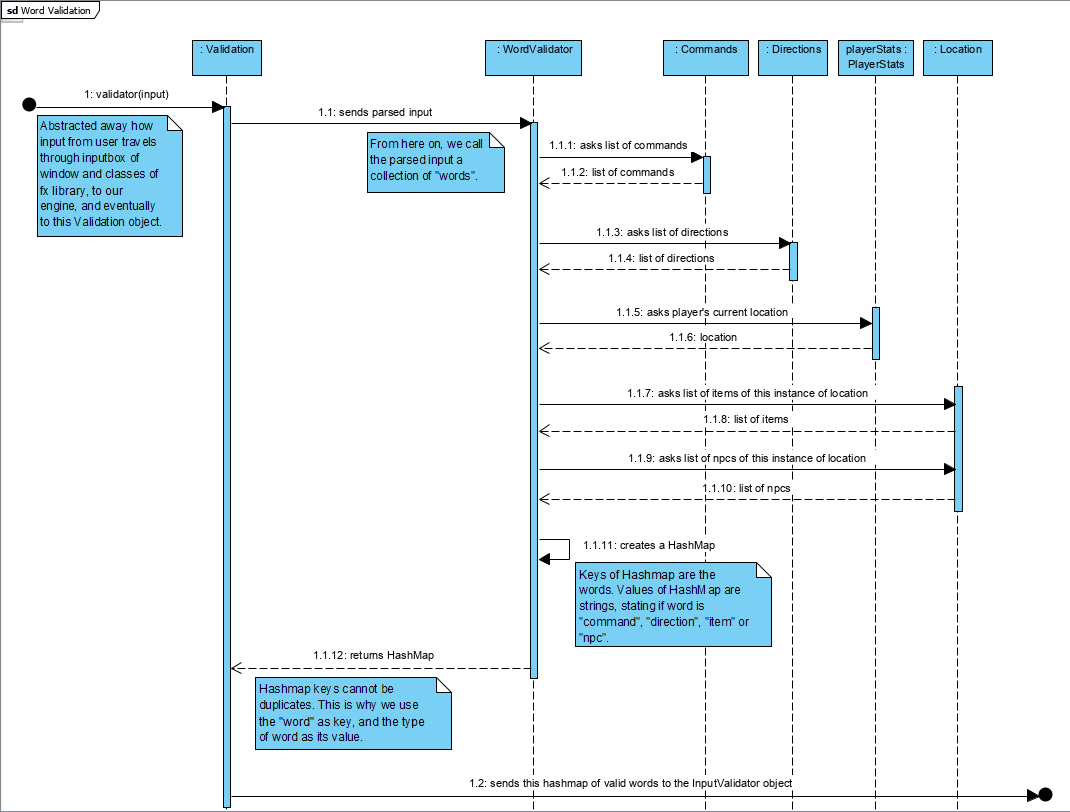 sd Word Validation
: Validation
: WordValidator
: Commands
: Directions
playerStats :
PlayerStats
: Location
1: validator(input)
Abstracted away how
input from user travels
through inputbox of
window and classes of
fx library, to our
engine, and eventually
to this Validation object.
1.1: sends parsed input
From here on, we call
the parsed input a
collection of "words".
1.1.1: asks list of commands
1.1.2: list of commands
1.1.3: asks list of directions
1.1.4: list of directions
1.1.5: asks player's current location
1.1.6: location
1.1.7: asks list of items of this instance of location
1.1.8: list of items
1.1.9: asks list of npcs of this instance of location
1.1.10: list of npcs
1.1.11: creates a HashMap
Keys of Hashmap are the
words. Values of HashMap are
strings, stating if word is
"command", "direction", "item" or
"npc".
1.1.12: returns HashMap
Hashmap keys cannot be
duplicates. This is why we use
the "word" as key, and the type
of word as its value.
1.2: sends this hashmap of valid words to the InputValidator object